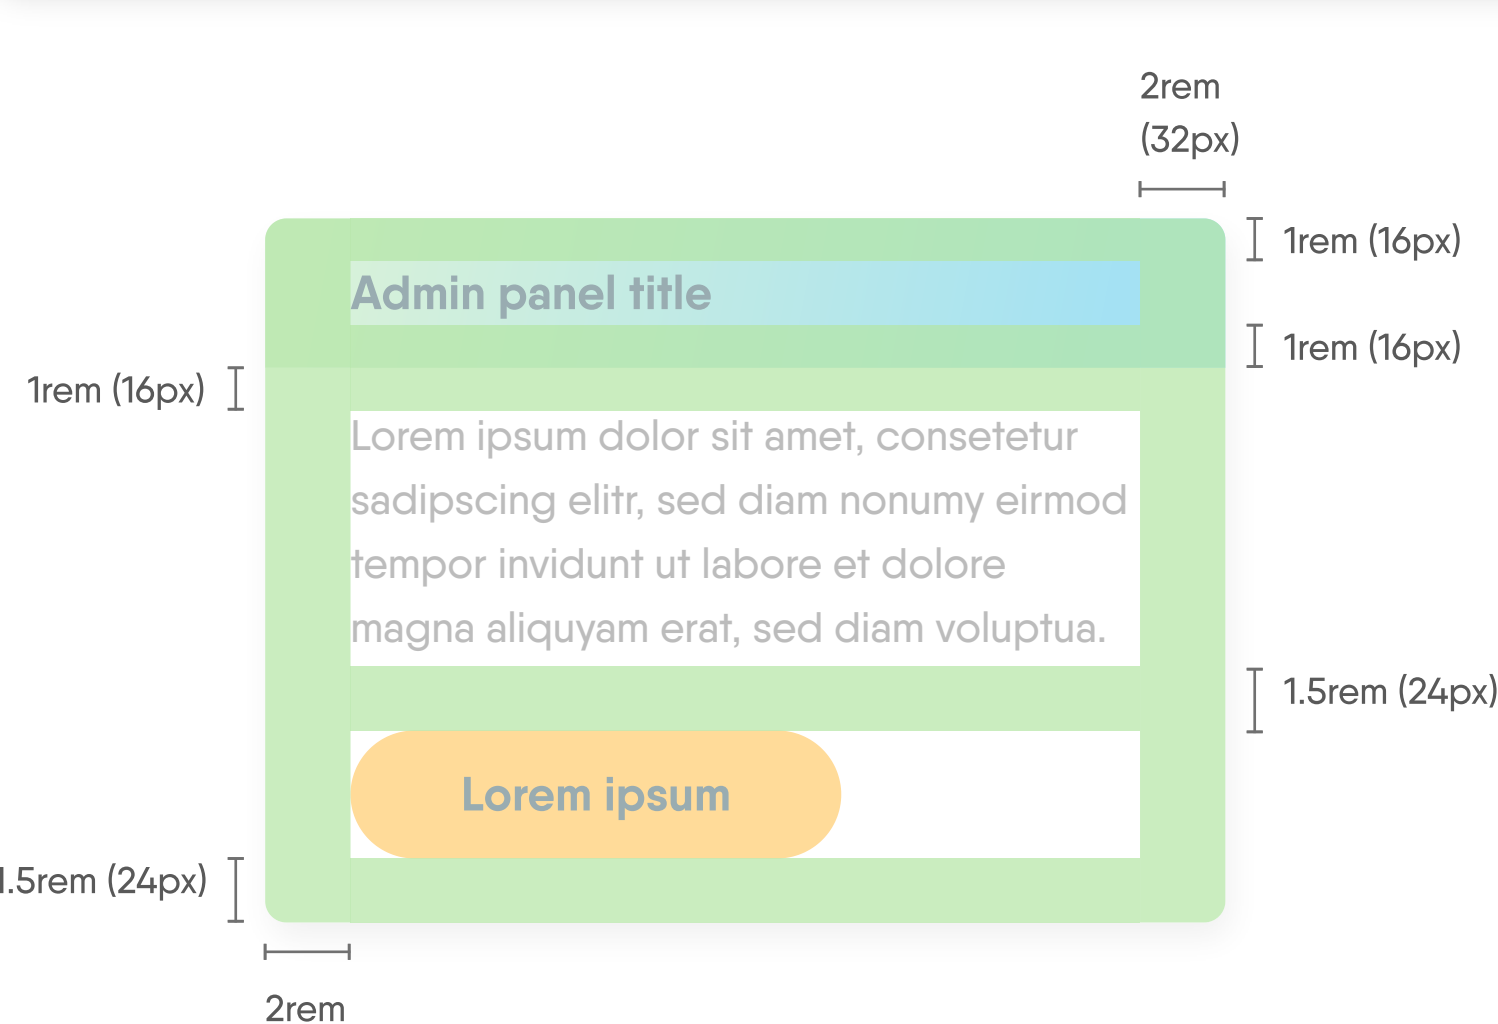 2rem
(32px)
1rem (16px)
Admin panel title
1rem (16px)
1rem (16px)
Lorem ipsum dolor sit amet, consetetur
sadipscing elitr, sed diam nonumy eirmod
tempor invidunt ut labore et dolore
magna aliquyam erat, sed diam voluptua.
1.5rem (24px)
Lorem ipsum
1.5rem (24px)
2rem